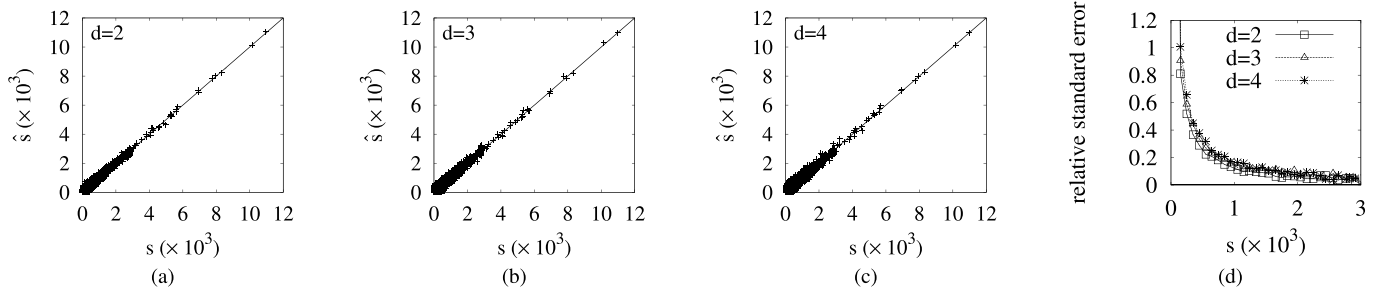 d=2
12
10
8
6
4
2
0
ŝ (× 10³)
0 2 4 6 8 10 12
s (× 10³)
(a)
d=3
12
10
8
6
4
2
0
ŝ (× 10³)
0 2 4 6 8 10 12
s (× 10³)
(b)
d=4
12
10
8
6
4
2
0
ŝ (× 10³)
0 2 4 6 8 10 12
s (× 10³)
(c)
relative standard error
1.2
1
0.8
0.6
0.4
0.2
0
d=2
d=3
d=4
0 1 2 3
s (× 10³)
(d)